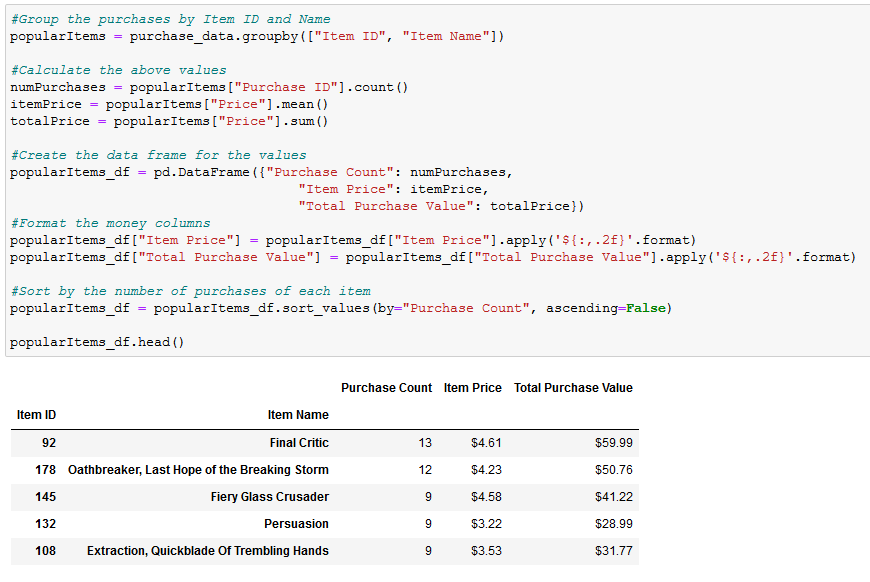 #Group the purchases by Item ID and Name
popularItems = purchase_data.groupby(["Item ID", "Item Name"])
#Calculate the above values
numPurchases = popularItems["Purchase ID"].count()
itemPrice = popularItems["Price"].mean()
totalPrice = popularItems["Price"].sum()
#Create the data frame for the values
popularItems_df = pd.DataFrame({"Purchase Count": numPurchases,
"Item Price": itemPrice,
"Total Purchase Value": totalPrice})
#Format the money columns
popularItems_df["Item Price"] = popularItems_df["Item Price"].apply('${:,.2f}'.format)
popularItems_df["Total Purchase Value"] = popularItems_df["Total Purchase Value"].apply('${:,.2f}'.format)
#Sort by the number of purchases of each item
popularItems_df = popularItems_df.sort_values(by="Purchase Count", ascending=False)
popularItems_df.head()
Purchase Count Item Price Total Purchase Value
Item ID Item Name
92 Final Critic 13 $4.61 $59.99
178 Oathbreaker, Last Hope of the Breaking Storm 12 $4.23 $50.76
145 Fiery Glass Crusader 9 $4.58 $41.22
132 Persuasion 9 $3.22 $28.99
108 Extraction, Quickblade Of Trembling Hands 9 $3.53 $31.77